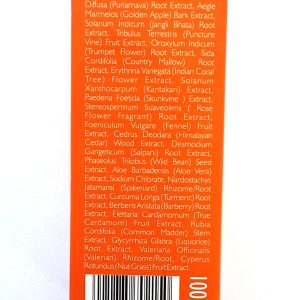 Diffusa (Punarnava) Root Extract, Aegle
Marmelos (Golden Apple) Bark Extract,
Solanum Indicum (Jangli Bhata) Root
Extract, Tribulus Terrestris (Puncture
Vine) Fruit Extract, Oroxylum Indicum
(Trumpet Flower) Root Extract, Sida
Cordifolia (Country Mallow) Root
Extract, Erythrina Variegata (Indian Coral
Tree) Flower Extract, Solanum
Xanthocarpum (Kantakari) Extract,
Paedena Foetida (Skunkvine) Extract,
Stereospermum Suaveolens (Rose
Flower Fragrant) Root Extract,
Foeniculum Vulgare (Fennel) Fruit
Extract, Cedrus Deodara (Himalayan
Cedar) Wood Extract, Desmodum
Gangeticum (Salpan) Root Extract,
Phaseolus Trilobus (Wild Bean) Seed
Extract, Aloe Barbadensis (Aloe Vera)
Extract, Sodium Chlorate, Nardostachys
Jatamansi (Spikenard) Rhizome/Root
Extract, Curcuma Longa (Turmeric) Root
Extract, Berberis Aristata (Barberry) Root
Extract, Elettaria Cardamomum (True
Cardamom) Fruit Extract, Rubia
Cordifolia (Common Madder) Stem
Extract, Glycyrrhiza Glabra (Liquorice)
Root Extract, Valeriana Officinalis
(Valerian) Rhizome/Root, Cyperus
Rotundus (Nut Grass) Fruit Extract.
001